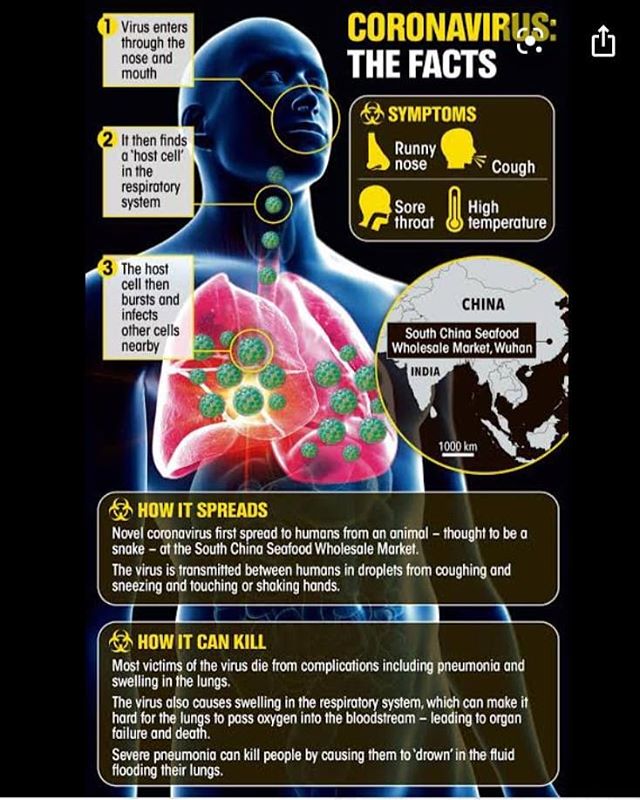 CORONAVIRUS:
THE FACTS
1 Virus enters
through the
nose and
mouth
2 It then finds
a 'host cell'
in the
respiratory
system
3 The host
cell then
bursts and
infects
other cells
nearby
SYMPTOMS
Runny
nose
Cough
Sore
throat
High
temperature
CHINA
South China Seafood
Wholesale Market, Wuhan
INDIA
1000 km
HOW IT SPREADS
Novel coronavirus first spread to humans from an animal – thought to be a
snake – at the South China Seafood Wholesale Market.
The virus is transmitted between humans in droplets from coughing and
sneezing and touching or shaking hands.
HOW IT CAN KILL
Most victims of the virus die from complications including pneumonia and
swelling in the lungs.
The virus also causes swelling in the respiratory system, which can make it
hard for the lungs to pass oxygen into the bloodstream – leading to organ
failure and death.
Severe pneumonia can kill people by causing them to 'drown' in the fluid
flooding their lungs.